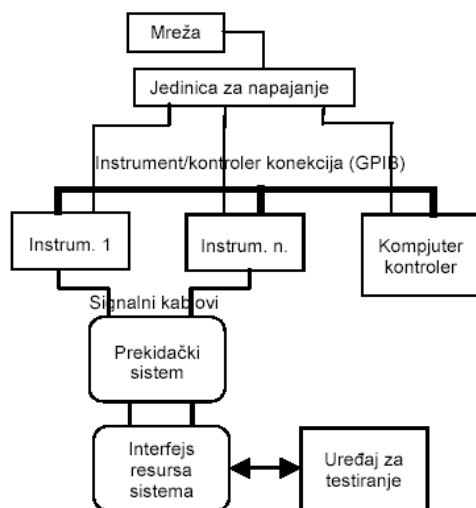 Mreža
Jedinica za napajanje
Instrument/kontroler konekcija (GPIB)
Instrum. 1
Instrum. n.
Kompjuter
kontroler
Signalni kablovi
Prekidački
sistem
Interfejs
resursa
sistema
Uređaj za
testiranje